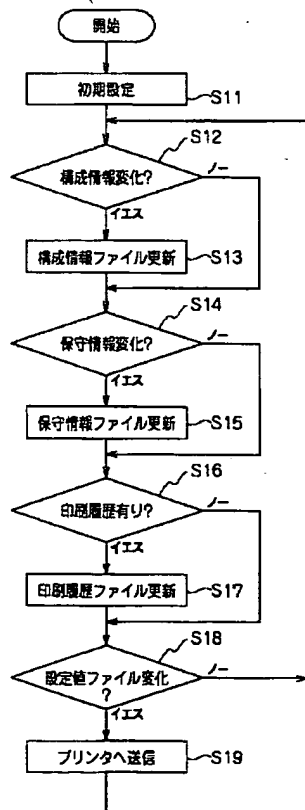 開始
初期設定
S11
S12
構成情報変化?
ノー
イエス
構成情報ファイル更新
S13
S14
保守情報変化?
ノー
イエス
保守情報ファイル更新
S15
S16
印刷履歴有り?
ノー
イエス
印刷履歴ファイル更新
S17
S18
設定値ファイル変化
?
ノー
イエス
プリンタへ送信
S19